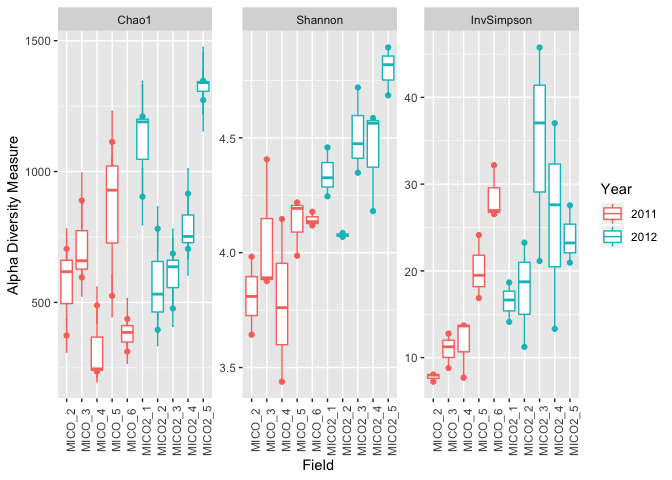 Chao1
Shannon
InvSimpson
Alpha Diversity Measure
1500
1000
500
4.5
4.0
3.5
40
30
20
10
MICO_2
MICO_3
MICO_4
MICO_5
MICO_6
MICO2_1
MICO2_2
MICO2_3
MICO2_4
MICO2_5
MICO_2
MICO_3
MICO_4
MICO_5
MICO_6
MICO2_1
MICO2_2
MICO2_3
MICO2_4
MICO2_5
MICO_2
MICO_3
MICO_4
MICO_5
MICO_6
MICO2_1
MICO2_2
MICO2_3
MICO2_4
MICO2_5
Field
Year
2011
2012